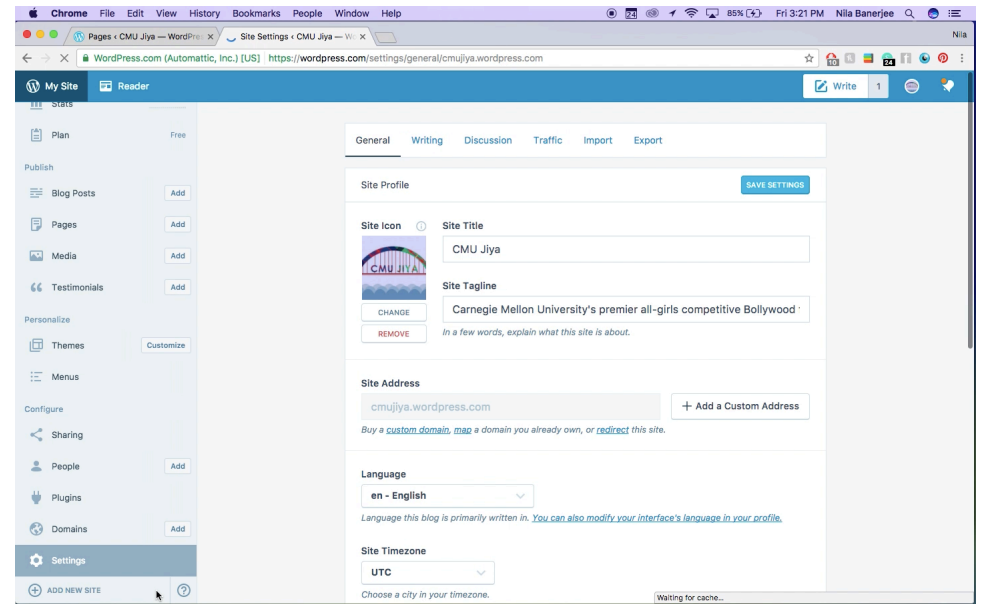 Chrome File Edit View History Bookmarks People Window Help 24 85% Fri 3:21 PM Nila Banerjee
Pages ‹ CMU Jiya — WordPre Site Settings ‹ CMU Jiya — Wo Nila
WordPress.com (Automattic, Inc.) [US] https://wordpress.com/settings/general/cmujiya.wordpress.com 10 24
My Site Reader Write 1
Stats
Plan Free
General Writing Discussion Traffic Import Export
Publish
Site Profile SAVE SETTINGS
Blog Posts Add
Pages Add
Site Icon Site Title
CMU Jiya
Media Add
CMU JIYA
Testimonials Add
Site Tagline
CHANGE Carnegie Mellon University's premier all-girls competitive Bollywood
Personalize
REMOVE In a few words, explain what this site is about.
Themes Customize
Menus
Site Address
Configure
cmujiya.wordpress.com + Add a Custom Address
Sharing
Buy a custom domain, map a domain you already own, or redirect this site.
People Add
Language
Plugins
en - English
Language this blog is primarily written in. You can also modify your interface's language in your profile.
Domains Add
Site Timezone
Settings
UTC
ADD NEW SITE ?
Choose a city in your timezone.
Waiting for cache...